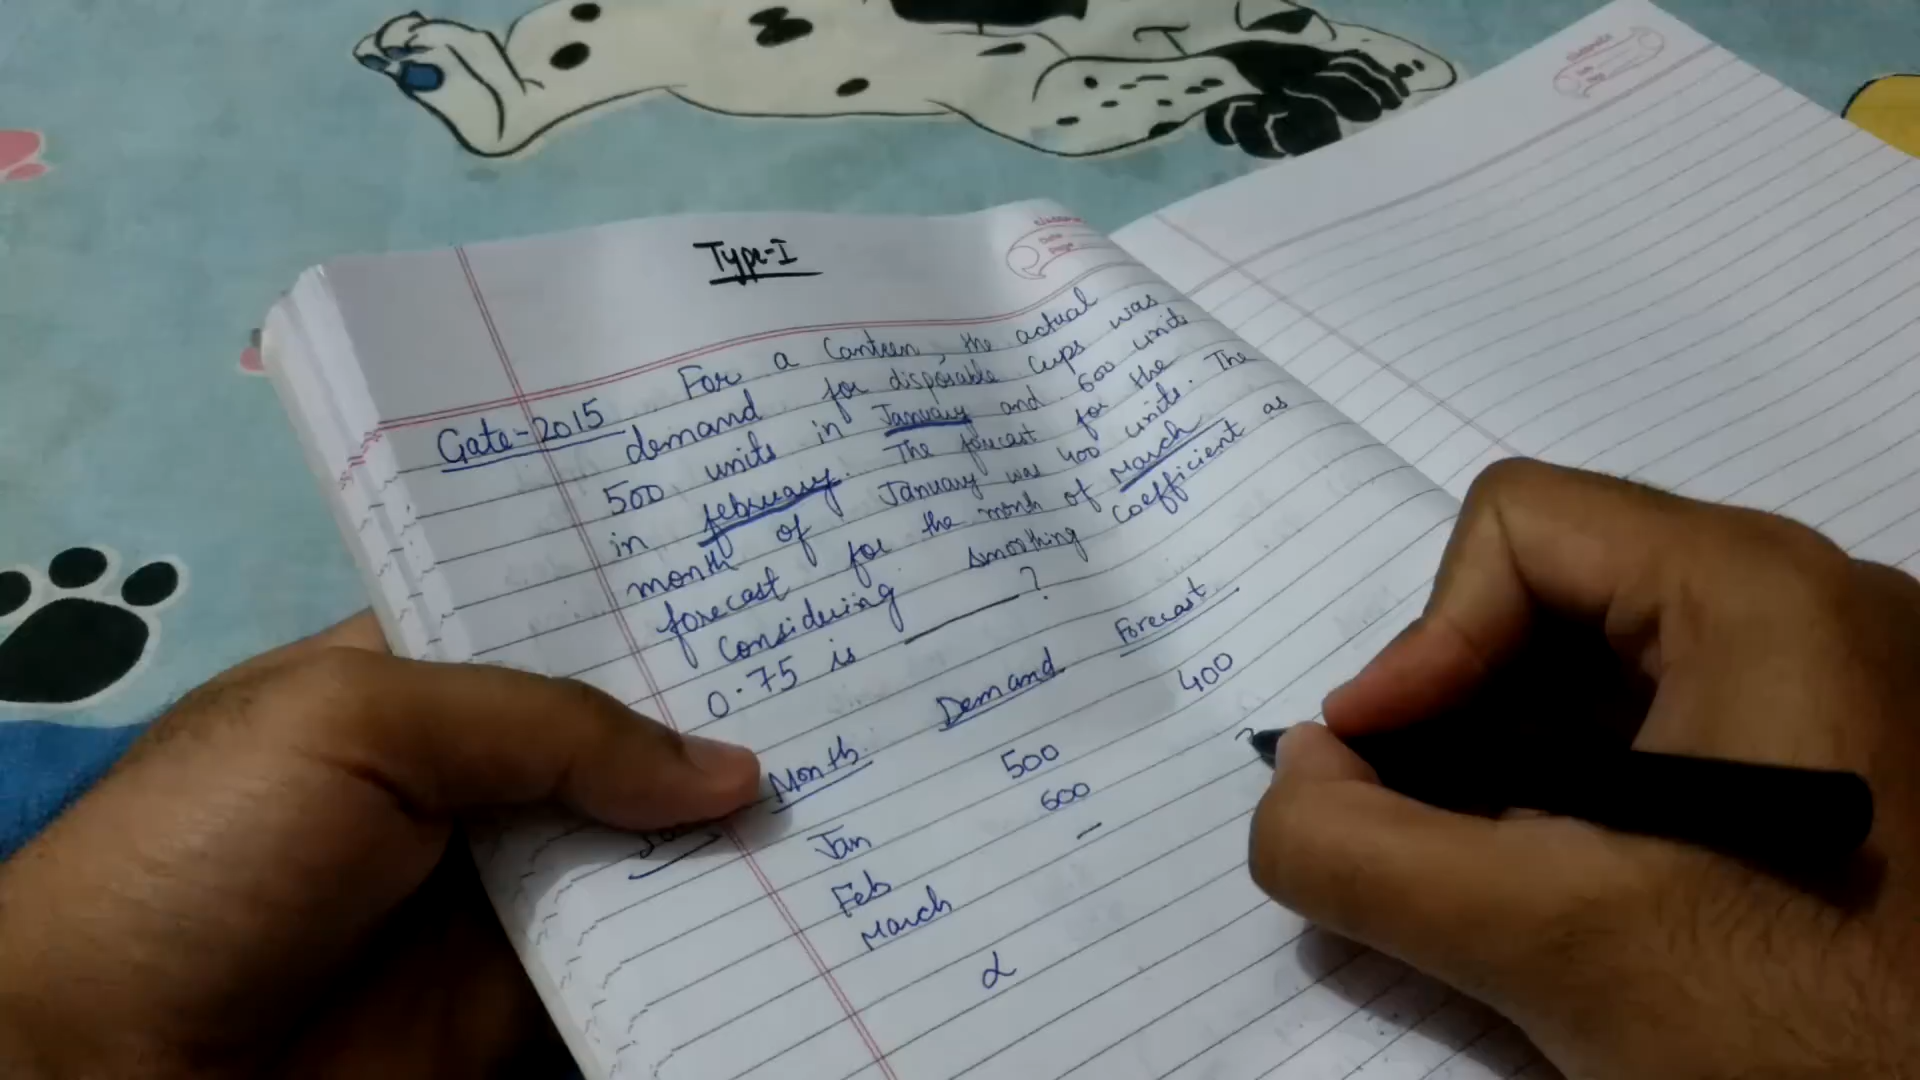 Type-I
Gate-2015 For a Canteen, the actual
demand for disposable Cups was
500 units in January and 600 units
in february. The forecast for the
month of January was 400 units. The
forecast for the month of March
Considering smoothing coefficient as
0.75 is ?
Month Demand Forecast
Jan 500 400
Feb 600
March –
α